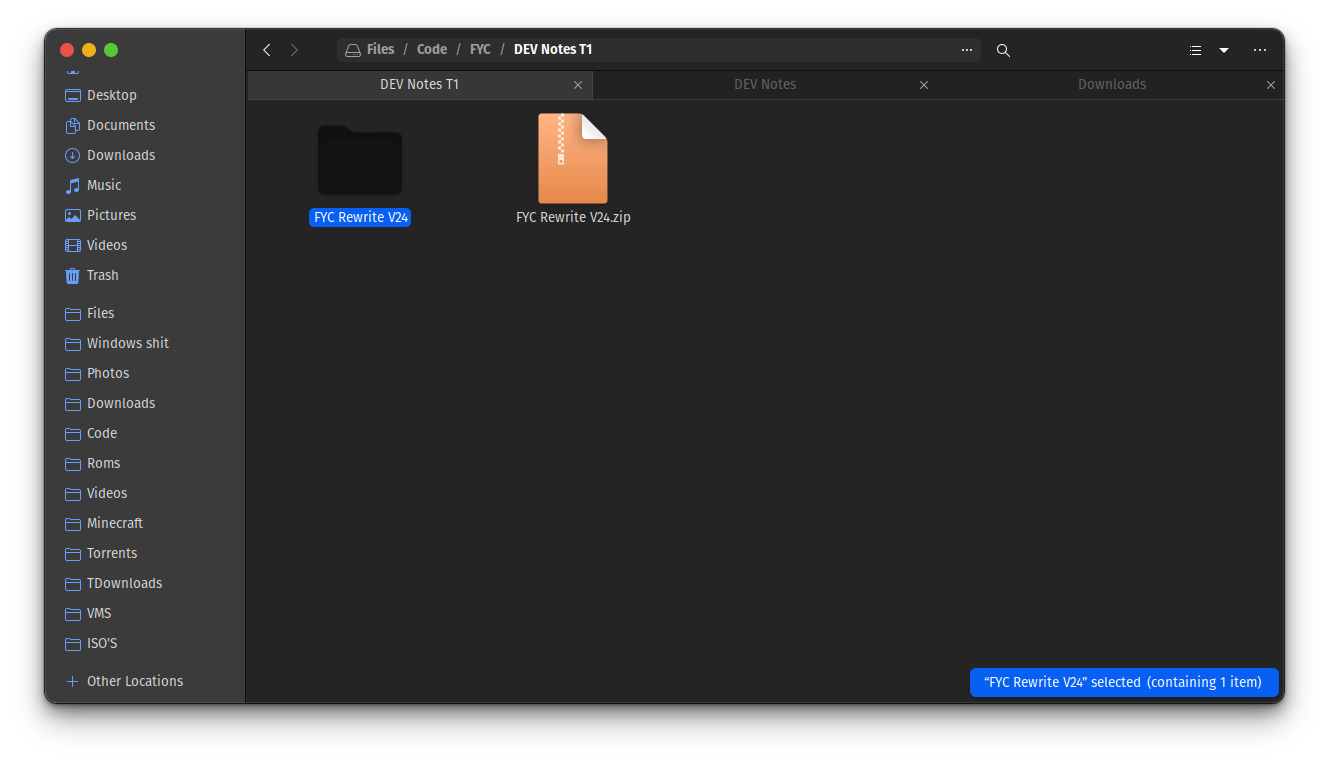 Files / Code / FYC / DEV Notes T1
DEV Notes T1
DEV Notes
Downloads
Desktop
Documents
Downloads
Music
Pictures
Videos
Trash
Files
Windows shit
Photos
Downloads
Code
Roms
Videos
Minecraft
Torrents
TDownloads
VMS
ISO'S
Other Locations
FYC Rewrite V24
FYC Rewrite V24.zip
“FYC Rewrite V24” selected (containing 1 item)